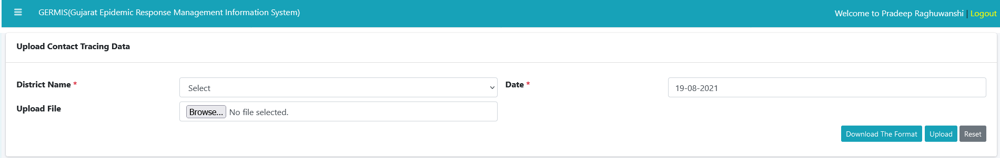 GERMIS(Gujarat Epidemic Response Management Information System)
Welcome to Pradeep Raghuwanshi | Logout
Upload Contact Tracing Data
District Name * Select Date * 19-08-2021
Upload File Browse... No file selected.
Download The Format Upload Reset